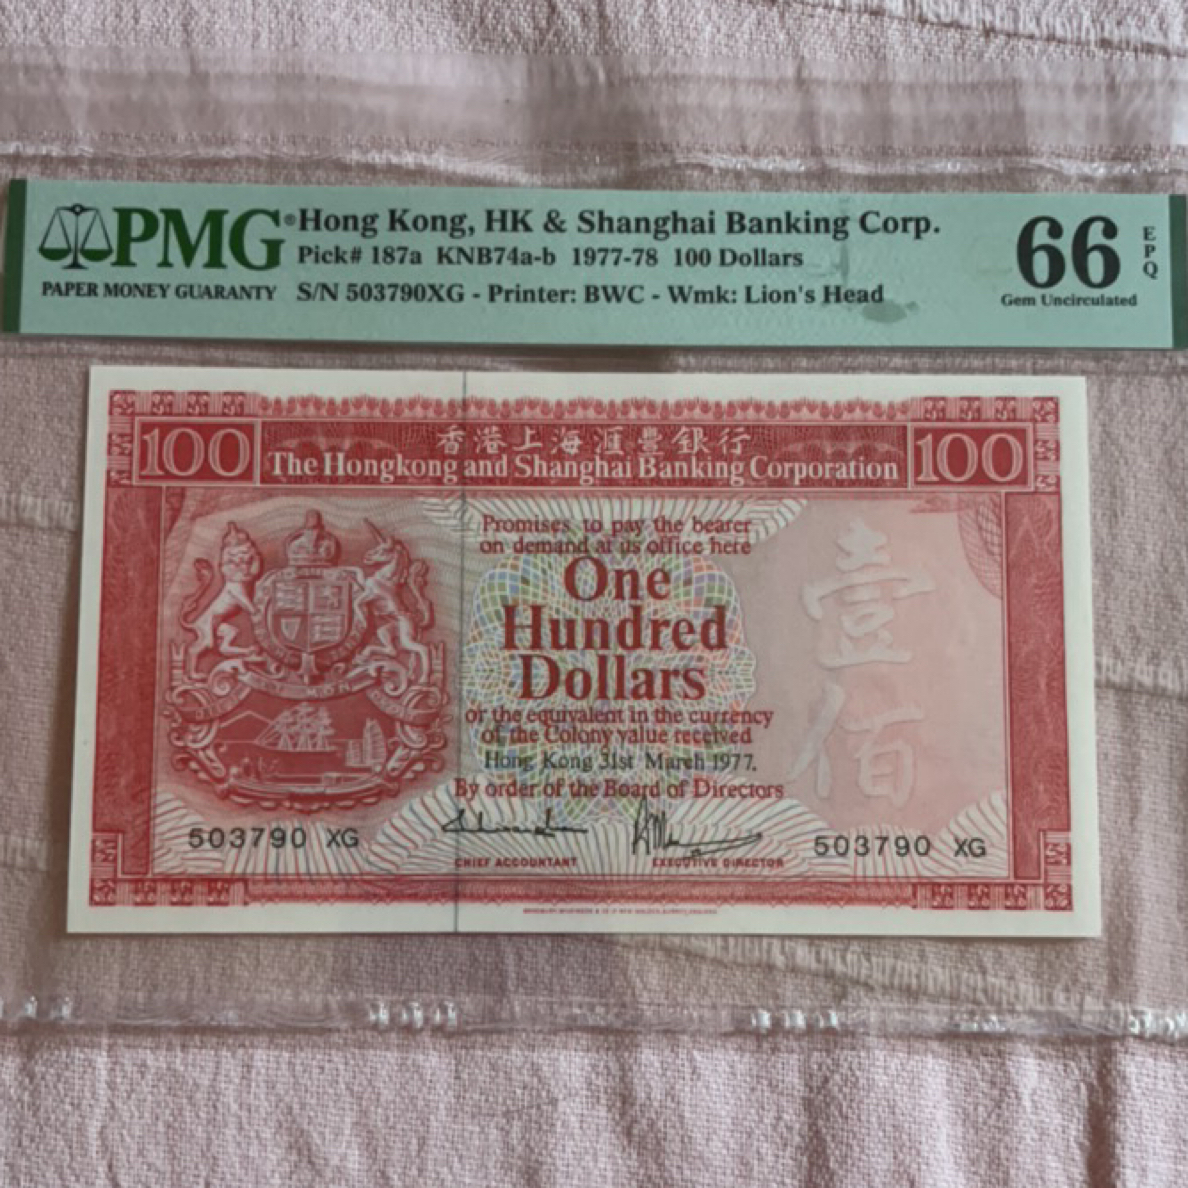 PMG®
PAPER MONEY GUARANTY
Hong Kong, HK & Shanghai Banking Corp.
Pick# 187a KNB74a-b 1977-78 100 Dollars
S/N 503790XG - Printer: BWC - Wmk: Lion's Head
66
EPQ
Gem Uncirculated
100
香港上海滙豐銀行
The Hongkong and Shanghai Banking Corporation
100
Promises to pay the bearer
on demand at its office here
One
Hundred
Dollars
or the equivalent in the currency
of the Colony value received
Hong Kong 31st March 1977.
By order of the Board of Directors
壹
佰
503790 XG
CHIEF ACCOUNTANT
EXECUTIVE DIRECTOR
503790 XG